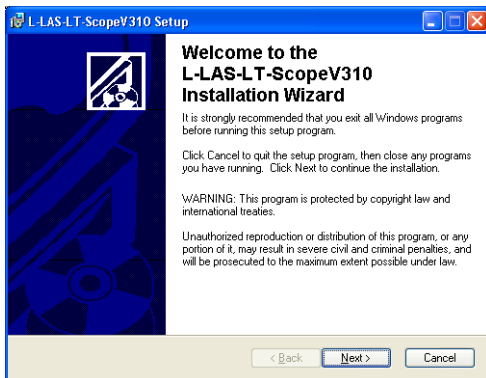 L-LAS-LT-ScopeV310 Setup
Welcome to the
L-LAS-LT-ScopeV310
Installation Wizard
It is strongly recommended that you exit all Windows programs
before running this setup program.
Click Cancel to quit the setup program, then close any programs
you have running. Click Next to continue the installation.
WARNING: This program is protected by copyright law and
international treaties.
Unauthorized reproduction or distribution of this program, or any
portion of it, may result in severe civil and criminal penalties, and
will be prosecuted to the maximum extent possible under law.
< Back Next > Cancel